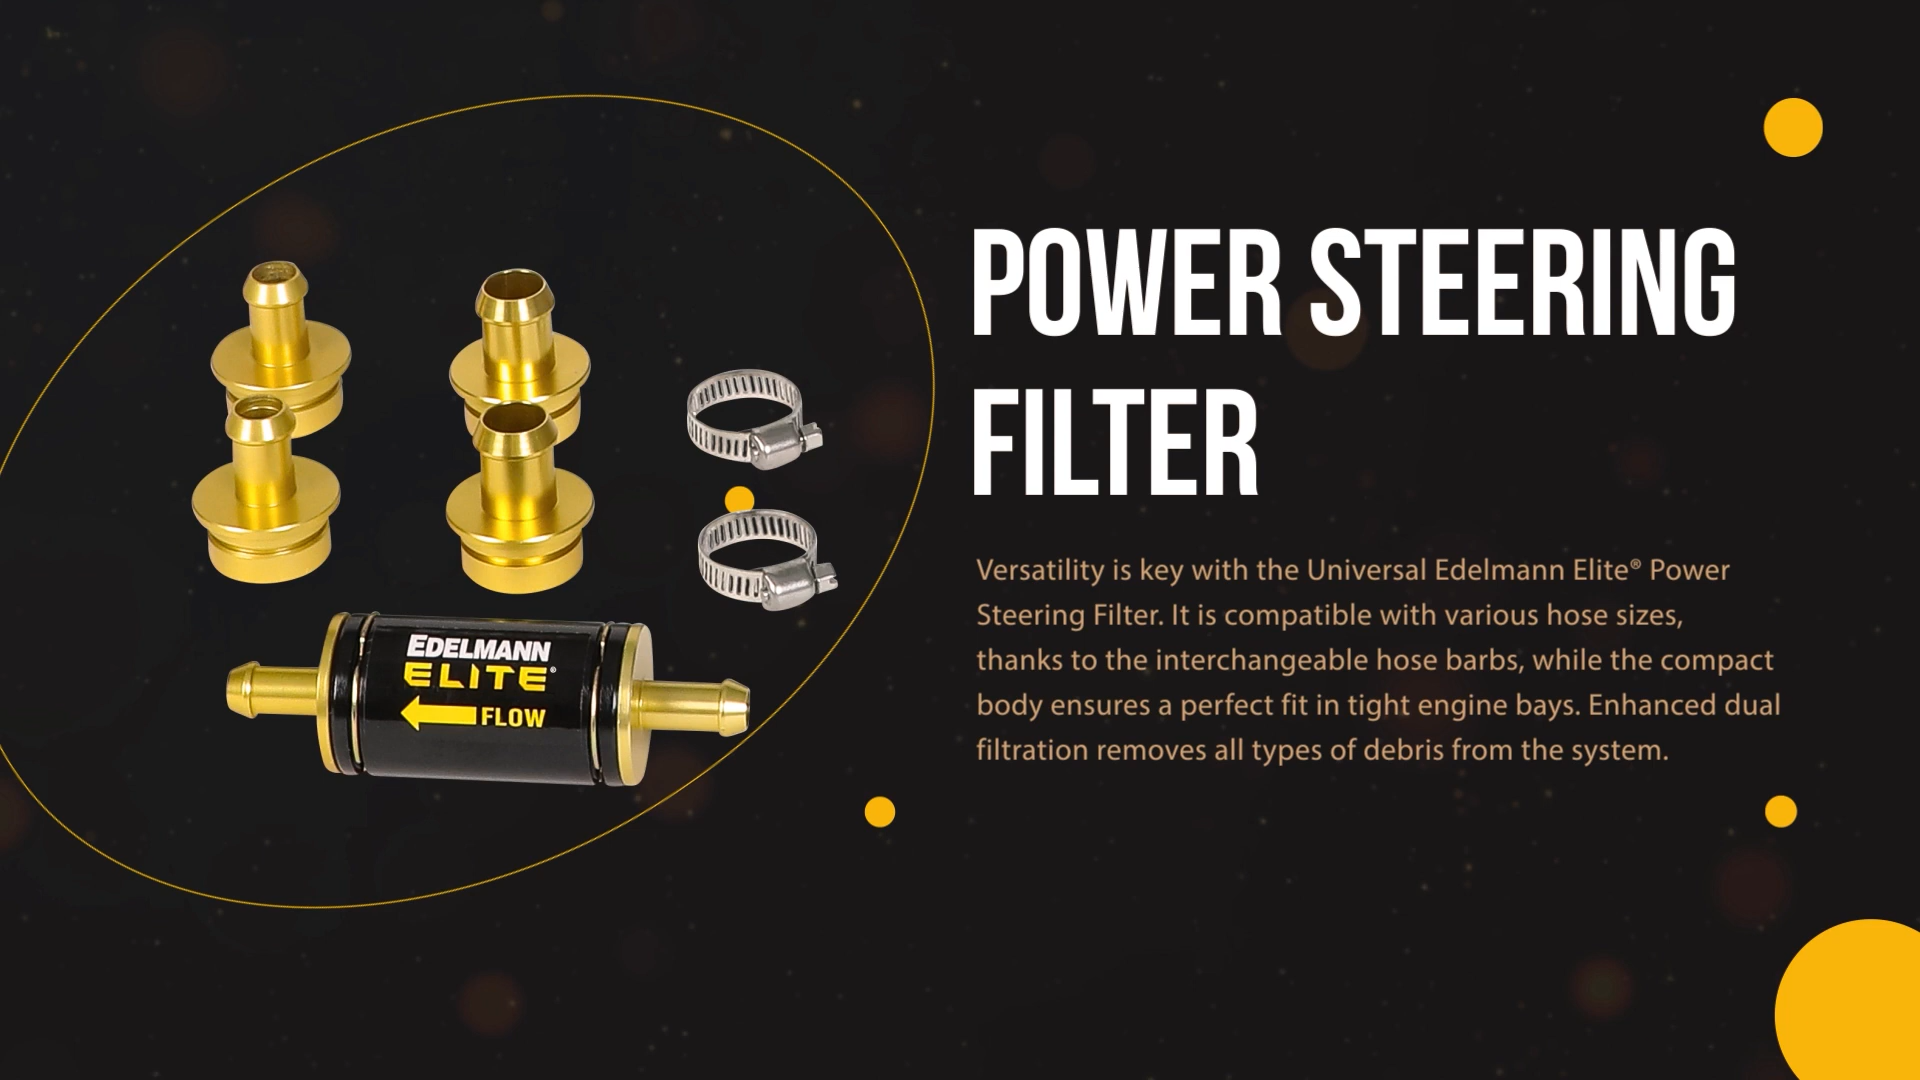 POWER STEERING
FILTER
Versatility is key with the Universal Edelmann Elite® Power
Steering Filter. It is compatible with various hose sizes,
thanks to the interchangeable hose barbs, while the compact
body ensures a perfect fit in tight engine bays. Enhanced dual
filtration removes all types of debris from the system.
EDELMANN
ELITE®
FLOW